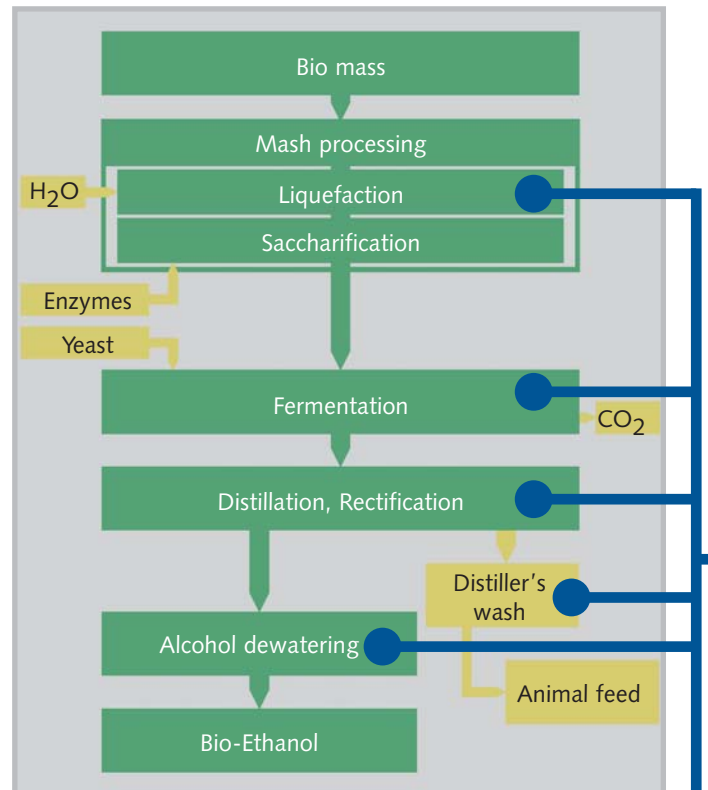 Bio mass
Mash processing
H₂O
Liquefaction
Saccharification
Enzymes
Yeast
Fermentation
CO₂
Distillation, Rectification
Distiller's
wash
Alcohol dewatering
Animal feed
Bio-Ethanol